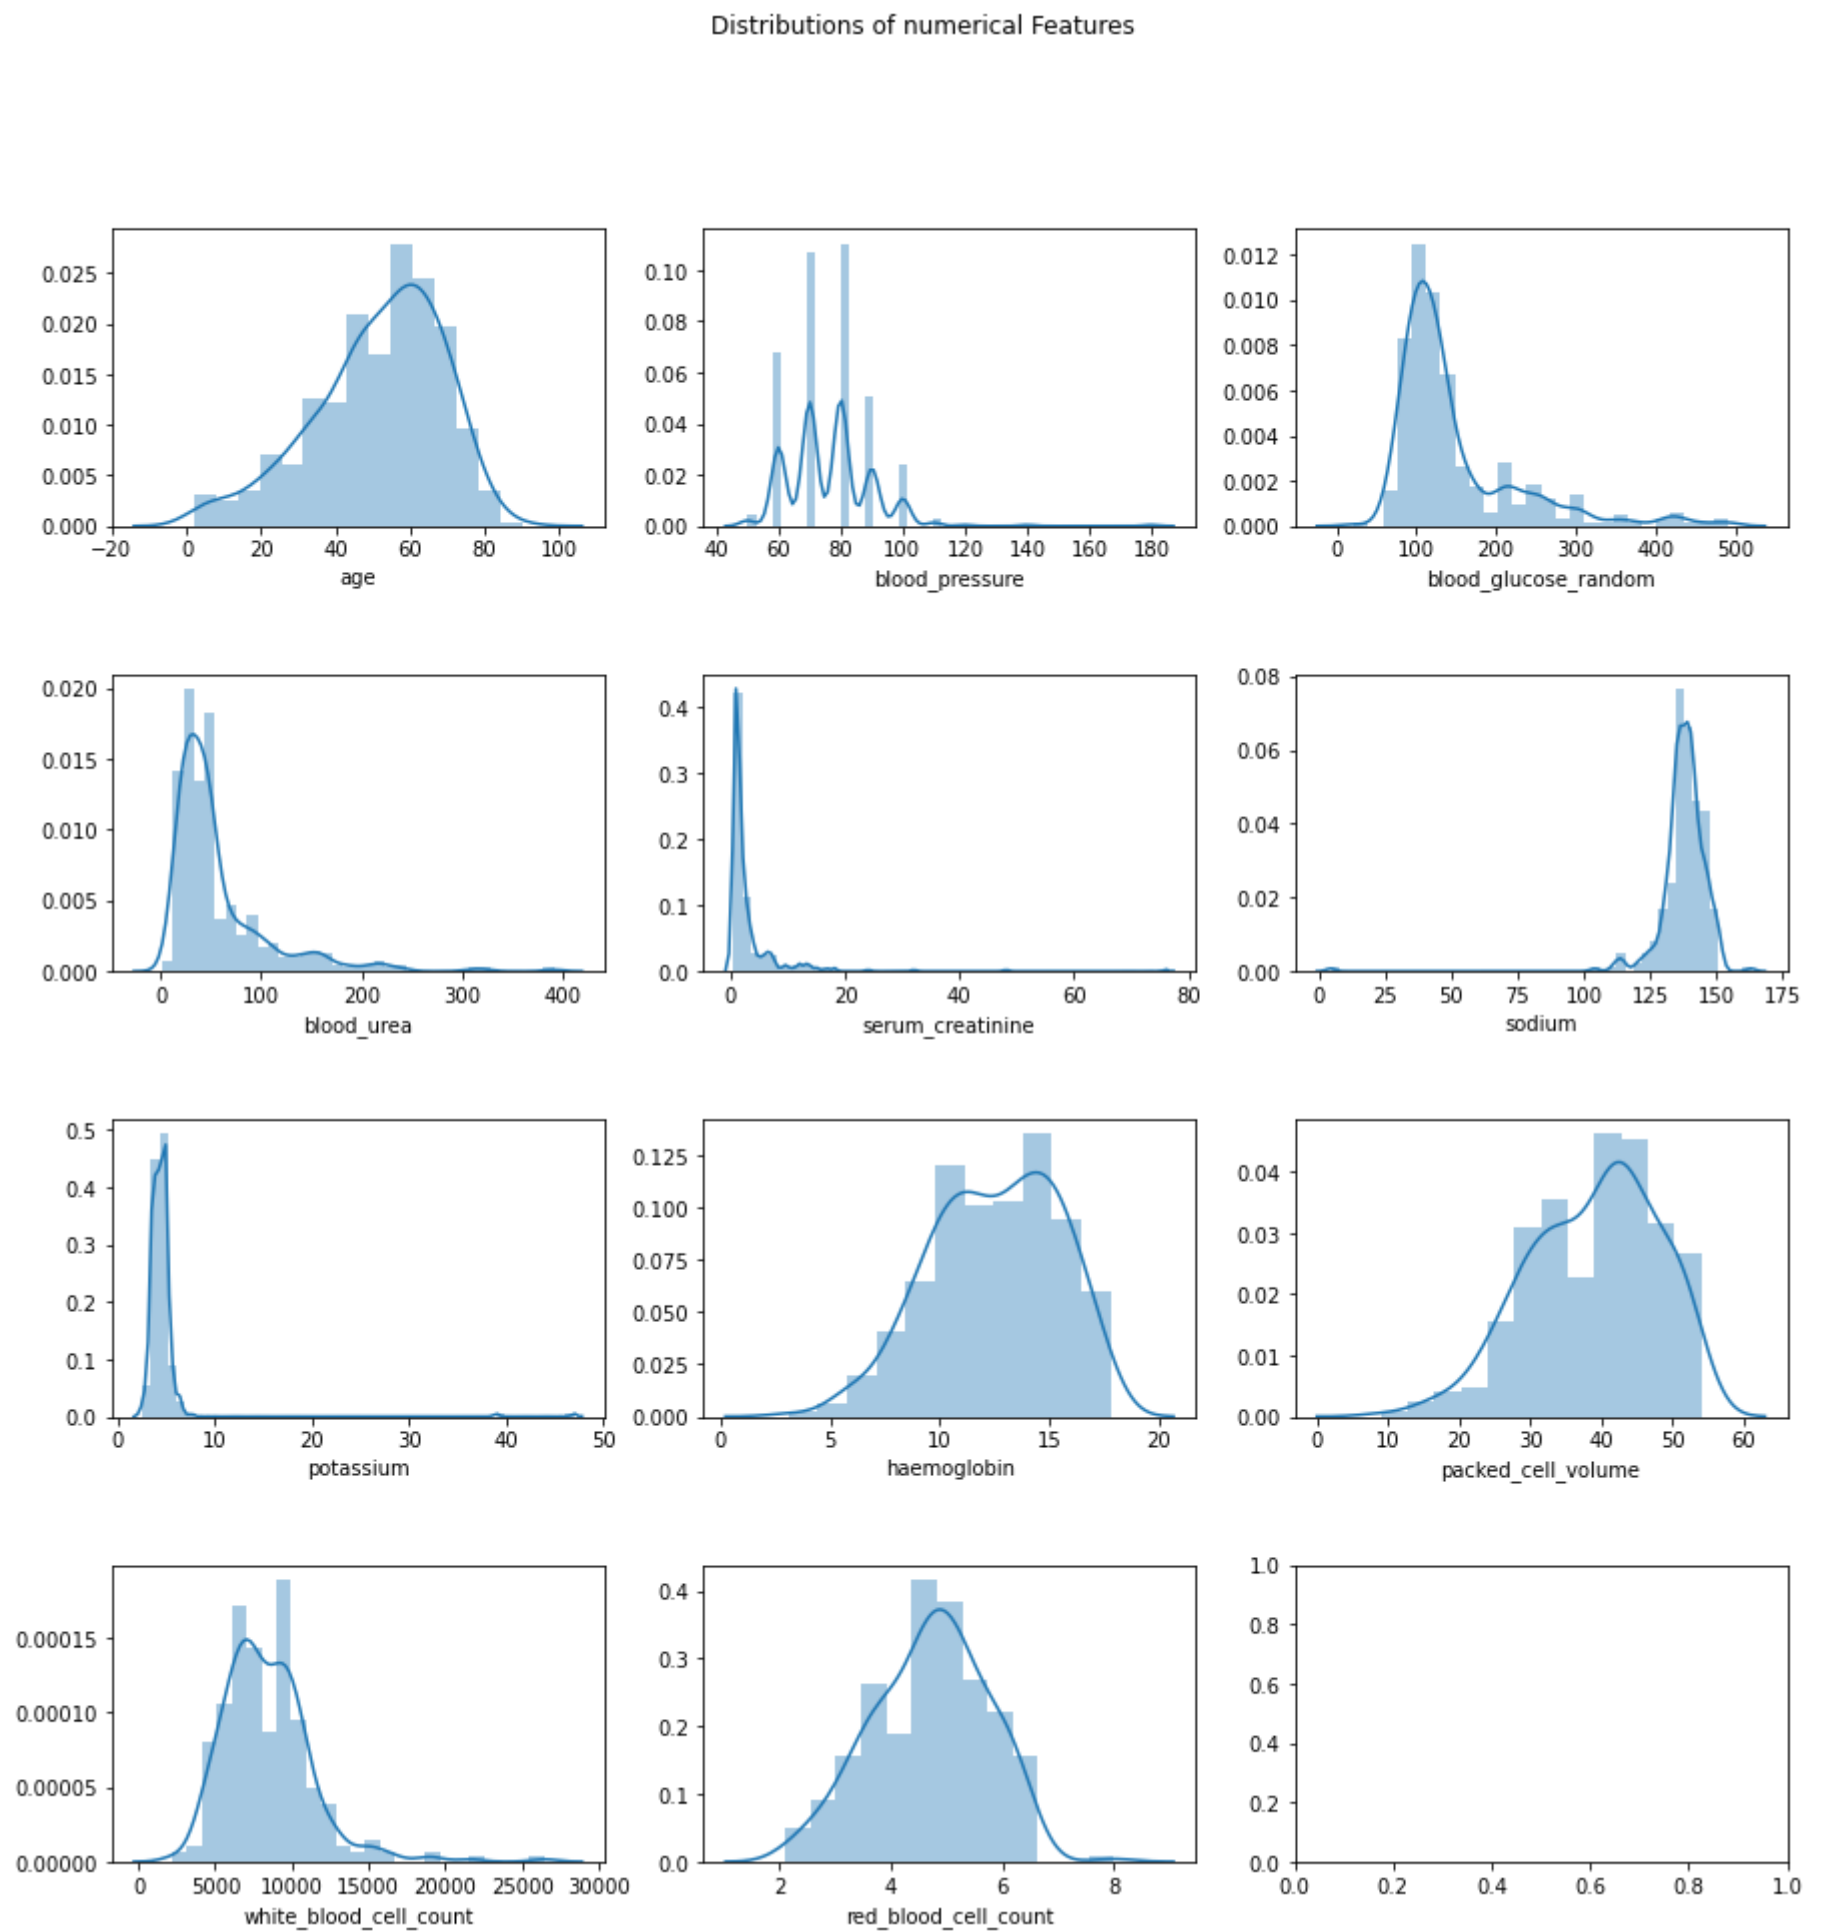 Distributions of numerical Features
0.025
0.020
0.015
0.010
0.005
0.000
−20 0 20 40 60 80 100
age
0.10
0.08
0.06
0.04
0.02
0.00
40 60 80 100 120 140 160 180
blood_pressure
0.012
0.010
0.008
0.006
0.004
0.002
0.000
0 100 200 300 400 500
blood_glucose_random
0.020
0.015
0.010
0.005
0.000
0 100 200 300 400
blood_urea
0.4
0.3
0.2
0.1
0.0
0 20 40 60 80
serum_creatinine
0.08
0.06
0.04
0.02
0.00
0 25 50 75 100 125 150 175
sodium
0.5
0.4
0.3
0.2
0.1
0.0
0 10 20 30 40 50
potassium
0.125
0.100
0.075
0.050
0.025
0.000
0 5 10 15 20
haemoglobin
0.04
0.03
0.02
0.01
0.00
0 10 20 30 40 50 60
packed_cell_volume
0.00015
0.00010
0.00005
0.00000
0 5000 10000 15000 20000 25000 30000
white_blood_cell_count
0.4
0.3
0.2
0.1
0.0
2 4 6 8
red_blood_cell_count
1.0
0.8
0.6
0.4
0.2
0.0
0.0 0.2 0.4 0.6 0.8 1.0